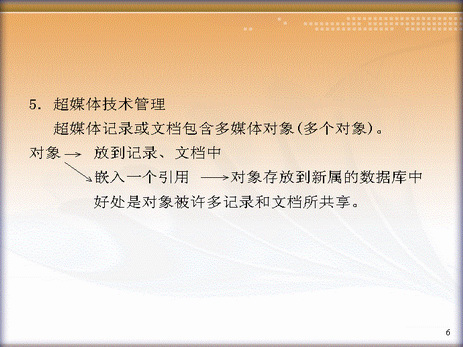 5. 超媒体技术管理
超媒体记录或文档包含多媒体对象(多个对象)。
对象→ 放到记录、文档中
嵌入一个引用 →对象存放到新属的数据库中
好处是对象被许多记录和文档所共享。
6